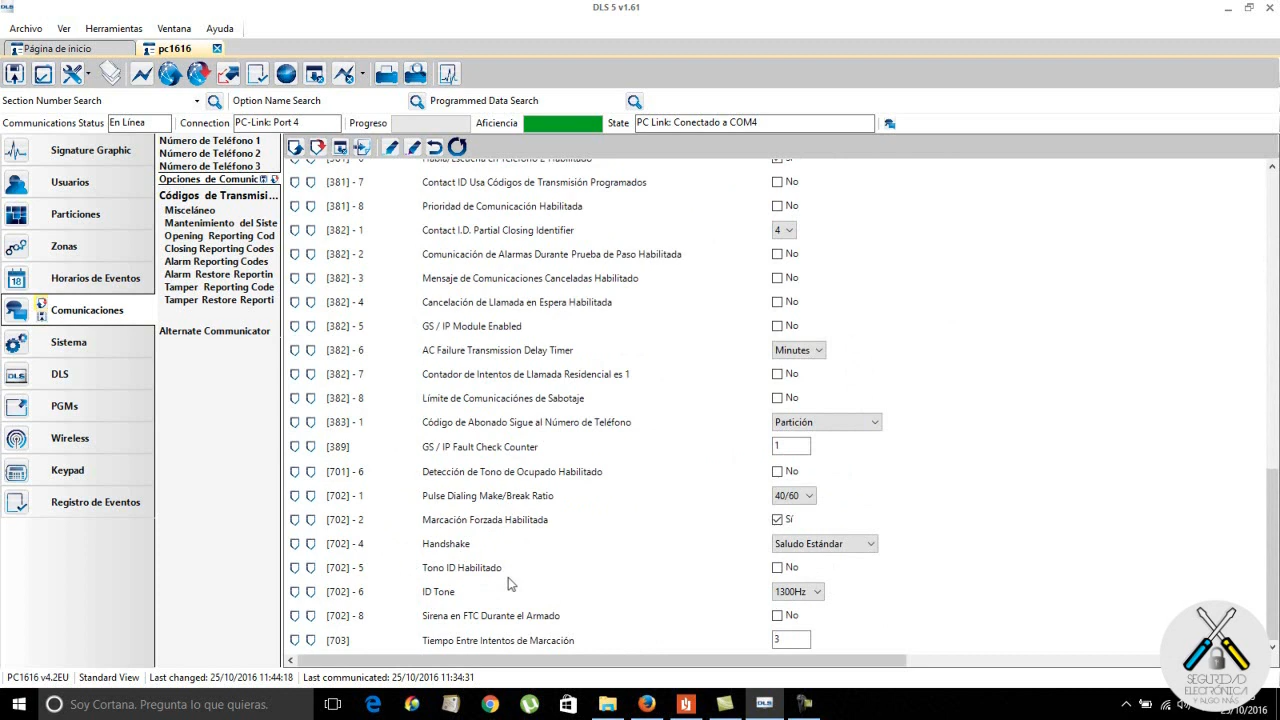 DLS 5 v1.61
Archivo Ver Herramientas Ventana Ayuda
Página de inicio pc1616
Section Number Search Option Name Search Programmed Data Search
Communications Status En Línea Connection PC-Link: Port 4 Progreso Aficiencia State PC Link: Conectado a COM4
Signature Graphic
Usuarios
Particiones
Zonas
Horarios de Eventos
18
Comunicaciones
Sistema
DLS
PGMs
Wireless
Keypad
Registro de Eventos
Número de Teléfono 1
Número de Teléfono 2
Número de Teléfono 3
Opciones de Comunic
Códigos de Transmisi...
Misceláneo
Mantenimiento del Siste
Opening Reporting Cod
Closing Reporting Codes
Alarm Reporting Codes
Alarm Restore Reportin
Tamper Reporting Code
Tamper Restore Reporti
Alternate Communicator
[381] - 7 Contact ID Usa Códigos de Transmisión Programados No
[381] - 8 Prioridad de Comunicación Habilitada No
[382] - 1 Contact I.D. Partial Closing Identifier 4
[382] - 2 Comunicación de Alarmas Durante Prueba de Paso Habilitada No
[382] - 3 Mensaje de Comunicaciones Canceladas Habilitado No
[382] - 4 Cancelación de Llamada en Espera Habilitada No
[382] - 5 GS / IP Module Enabled No
[382] - 6 AC Failure Transmission Delay Timer Minutes
[382] - 7 Contador de Intentos de Llamada Residencial es 1 No
[382] - 8 Límite de Comunicaciónes de Sabotaje No
[383] - 1 Código de Abonado Sigue al Número de Teléfono Partición
[389] GS / IP Fault Check Counter 1
[701] - 6 Detección de Tono de Ocupado Habilitado No
[702] - 1 Pulse Dialing Make/Break Ratio 40/60
[702] - 2 Marcación Forzada Habilitada Sí
[702] - 4 Handshake Saludo Estándar
[702] - 5 Tono ID Habilitado No
[702] - 6 ID Tone 1300Hz
[702] - 8 Sirena en FTC Durante el Armado No
[703] Tiempo Entre Intentos de Marcación 3
PC1616 v4.2EU Standard View Last changed: 25/10/2016 11:44:18 Last communicated: 25/10/2016 11:34:31
Soy Cortana. Pregunta lo que quieras.
DLS
25/10/2016
SEGURIDAD
ELECTRÓNICA
Y ALGO MÁS